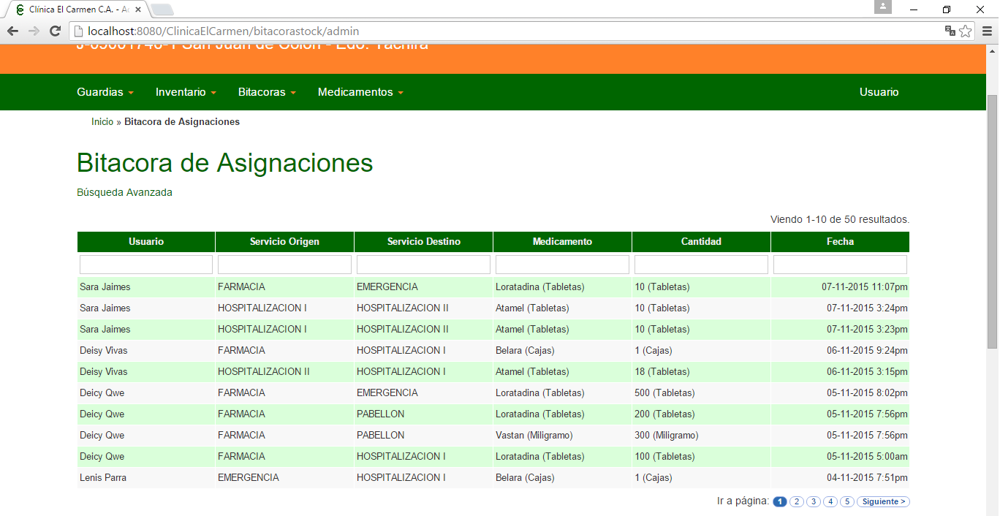 Clínica El Carmen C.A. - Ac
localhost:8080/ClinicaElCarmen/bitacorastock/admin
San Juan de Colón - Edo. Táchira
Guardias Inventario Bitacoras Medicamentos Usuario
Inicio » Bitacora de Asignaciones
Bitacora de Asignaciones
Búsqueda Avanzada
Viendo 1-10 de 50 resultados.
Usuario Servicio Origen Servicio Destino Medicamento Cantidad Fecha
Sara Jaimes FARMACIA EMERGENCIA Loratadina (Tabletas) 10 (Tabletas) 07-11-2015 11:07pm
Sara Jaimes HOSPITALIZACION I HOSPITALIZACION II Atamel (Tabletas) 10 (Tabletas) 07-11-2015 3:24pm
Sara Jaimes HOSPITALIZACION I HOSPITALIZACION II Atamel (Tabletas) 10 (Tabletas) 07-11-2015 3:23pm
Deisy Vivas FARMACIA HOSPITALIZACION I Belara (Cajas) 1 (Cajas) 06-11-2015 9:24pm
Deisy Vivas HOSPITALIZACION II HOSPITALIZACION I Atamel (Tabletas) 18 (Tabletas) 06-11-2015 3:15pm
Deicy Qwe FARMACIA EMERGENCIA Loratadina (Tabletas) 500 (Tabletas) 05-11-2015 8:02pm
Deicy Qwe FARMACIA PABELLON Loratadina (Tabletas) 200 (Tabletas) 05-11-2015 7:56pm
Deicy Qwe FARMACIA PABELLON Vastan (Miligramo) 300 (Miligramo) 05-11-2015 7:56pm
Deicy Qwe FARMACIA HOSPITALIZACION I Loratadina (Tabletas) 100 (Tabletas) 05-11-2015 5:00am
Lenis Parra EMERGENCIA HOSPITALIZACION I Belara (Cajas) 1 (Cajas) 04-11-2015 7:51pm
Ir a página: 1 2 3 4 5 Siguiente >